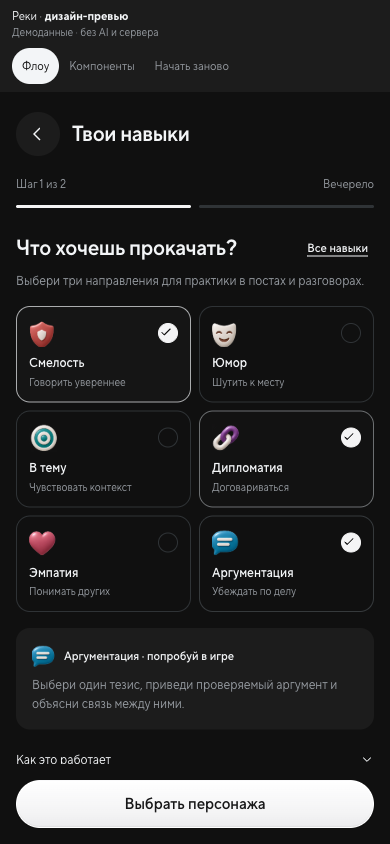 Реки · дизайн-превью
Демоданные · без AI и сервера
Флоу Компоненты Начать заново
Твои навыки
Шаг 1 из 2 Вечерело
Что хочешь прокачать? Все навыки
Выбери три направления для практики в постах и разговорах.
Смелость
Говорить увереннее
Юмор
Шутить к месту
В тему
Чувствовать контекст
Дипломатия
Договариваться
Эмпатия
Понимать других
Аргументация
Убеждать по делу
Аргументация · попробуй в игре
Выбери один тезис, приведи проверяемый аргумент и
объясни связь между ними.
Как это работает
Выбрать персонажа